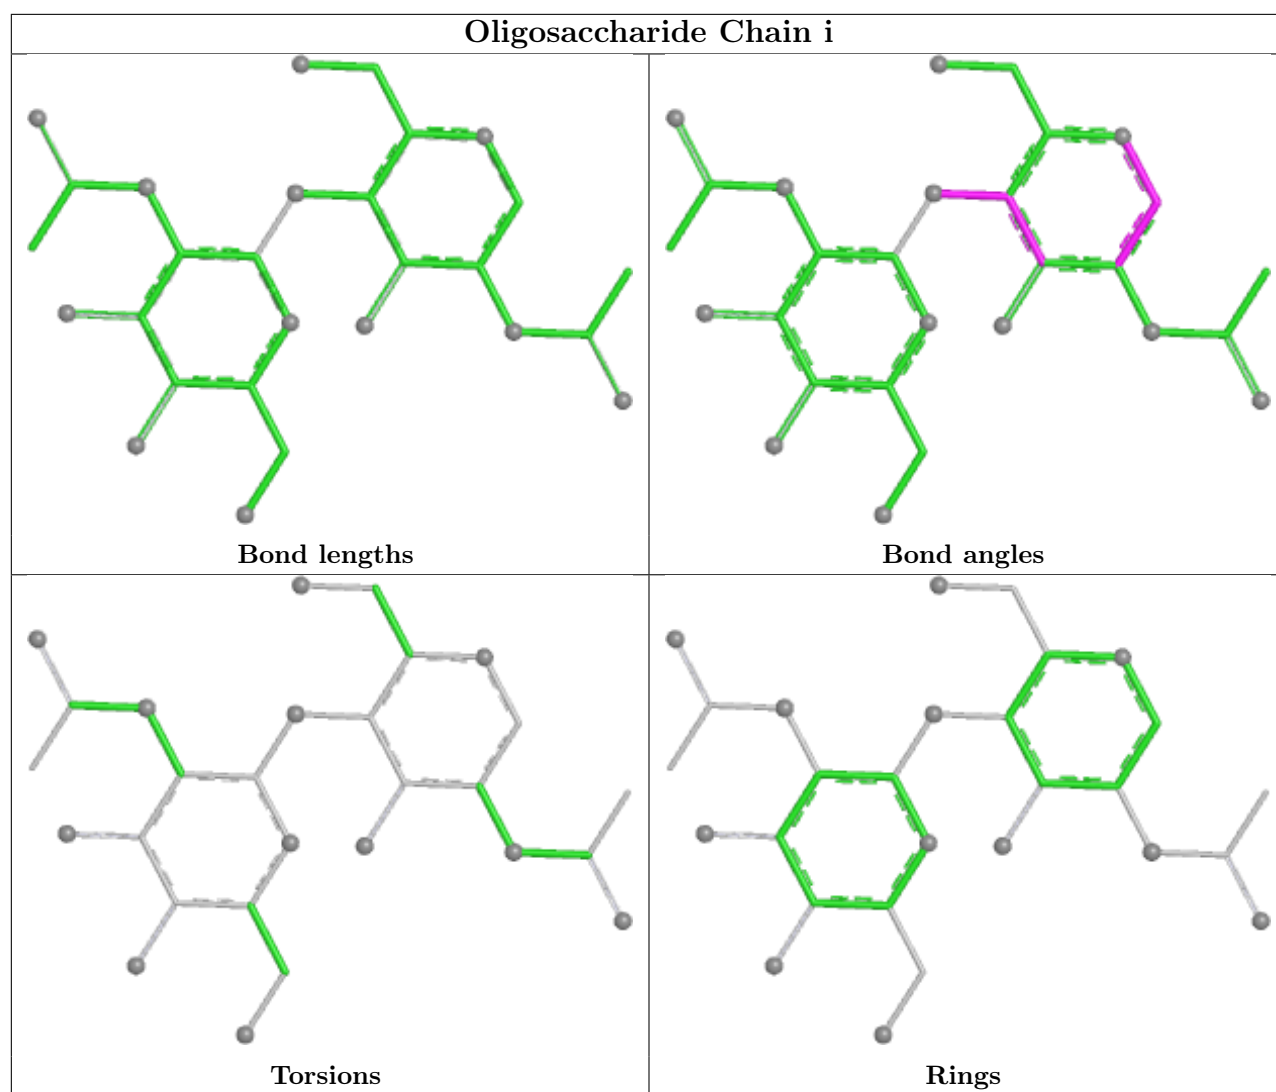 Oligosaccharide Chain i
Bond lengths
Bond angles
Torsions
Rings